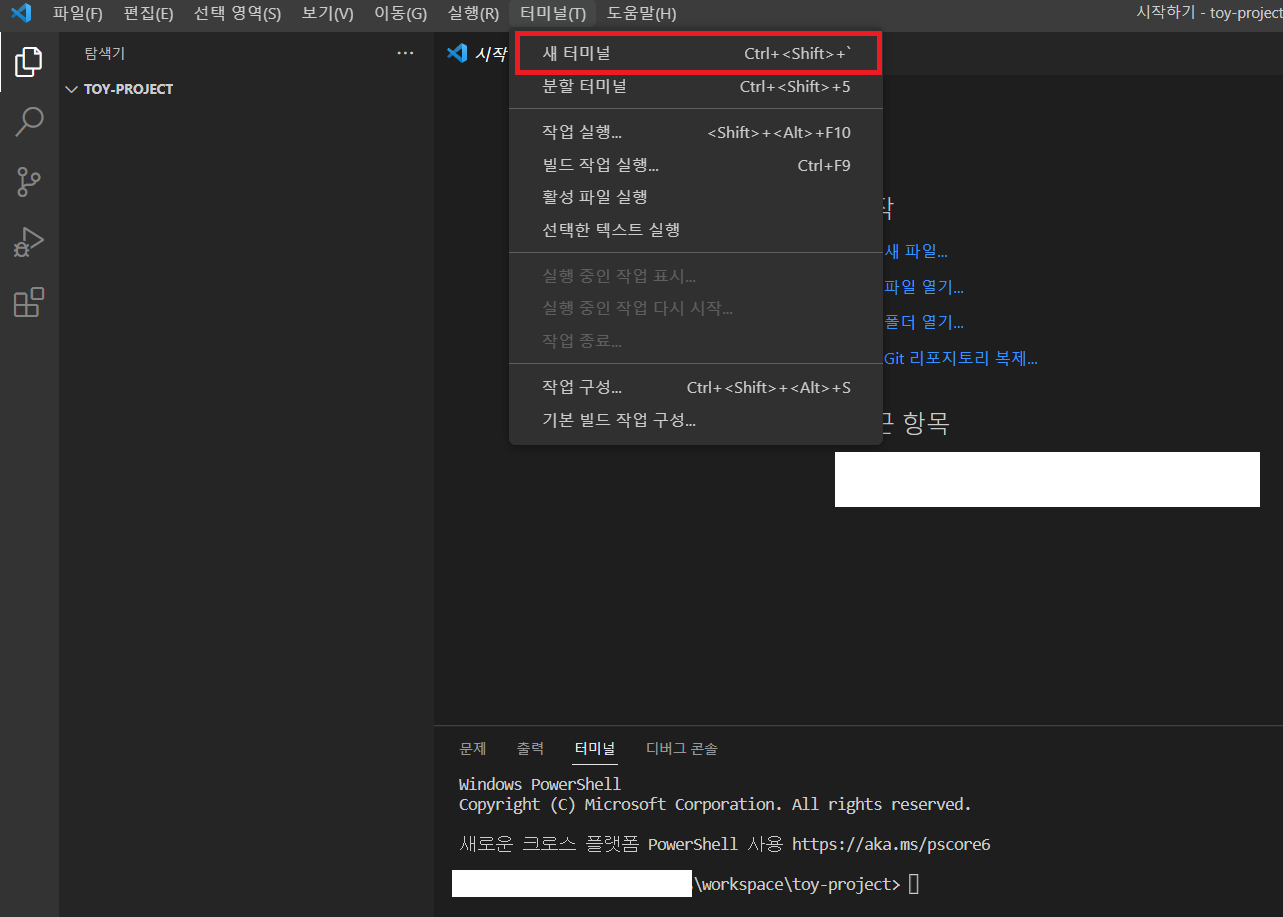 파일(F) 편집(E) 선택 영역(S) 보기(V) 이동(G) 실행(R) 터미널(T) 도움말(H) 시작하기 - toy-project
탐색기 ···
TOY-PROJECT
시작
새 터미널 Ctrl+<Shift>+`
분할 터미널 Ctrl+<Shift>+5
작업 실행... <Shift>+<Alt>+F10
빌드 작업 실행... Ctrl+F9
활성 파일 실행
선택한 텍스트 실행
실행 중인 작업 표시...
실행 중인 작업 다시 시작...
작업 종료...
작업 구성... Ctrl+<Shift>+<Alt>+S
기본 빌드 작업 구성...
새 파일...
파일 열기...
폴더 열기...
Git 리포지토리 복제...
항목
문제 출력 터미널 디버그 콘솔
Windows PowerShell
Copyright (C) Microsoft Corporation. All rights reserved.
새로운 크로스 플랫폼 PowerShell 사용 https://aka.ms/pscore6
\workspace\toy-project>